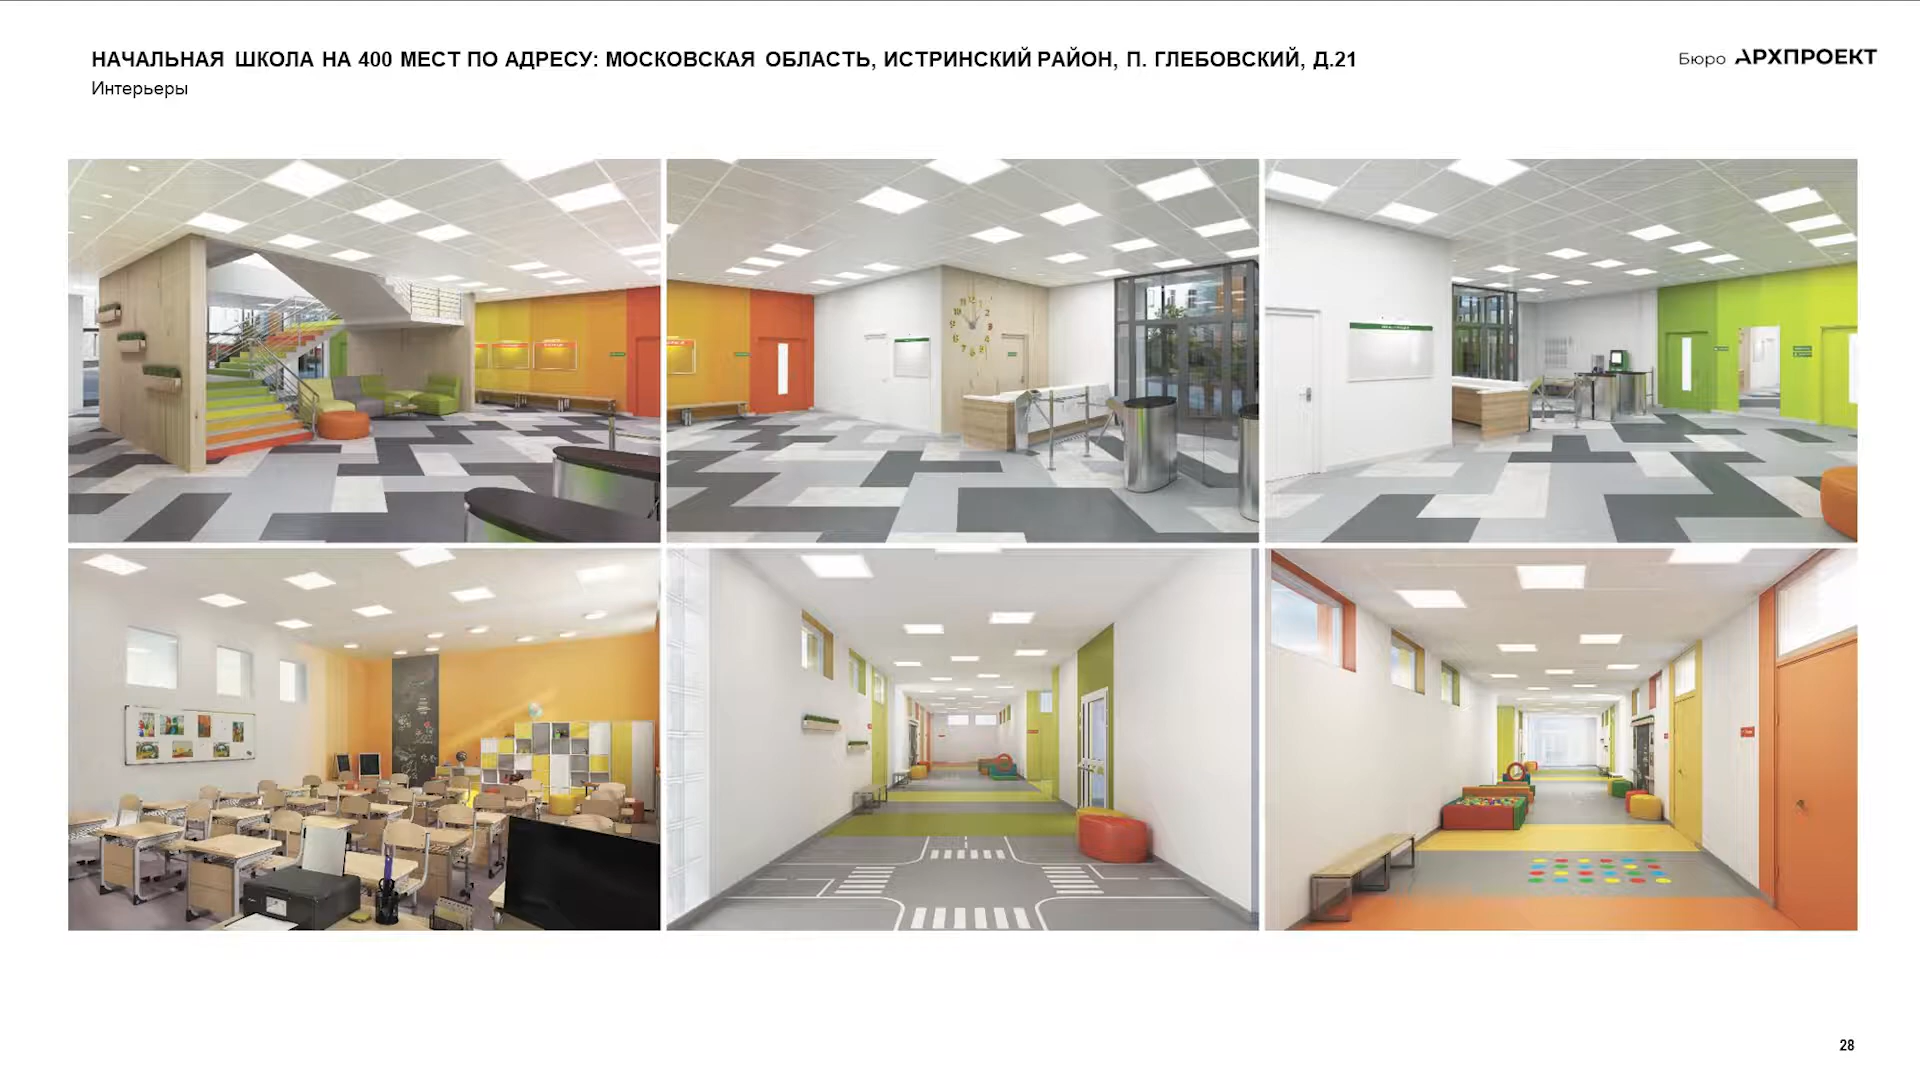 НАЧАЛЬНАЯ ШКОЛА НА 400 МЕСТ ПО АДРЕСУ: МОСКОВСКАЯ ОБЛАСТЬ, ИСТРИНСКИЙ РАЙОН, П. ГЛЕБОВСКИЙ, Д.21
Бюро АРХПРОЕКТ
Интерьеры
28